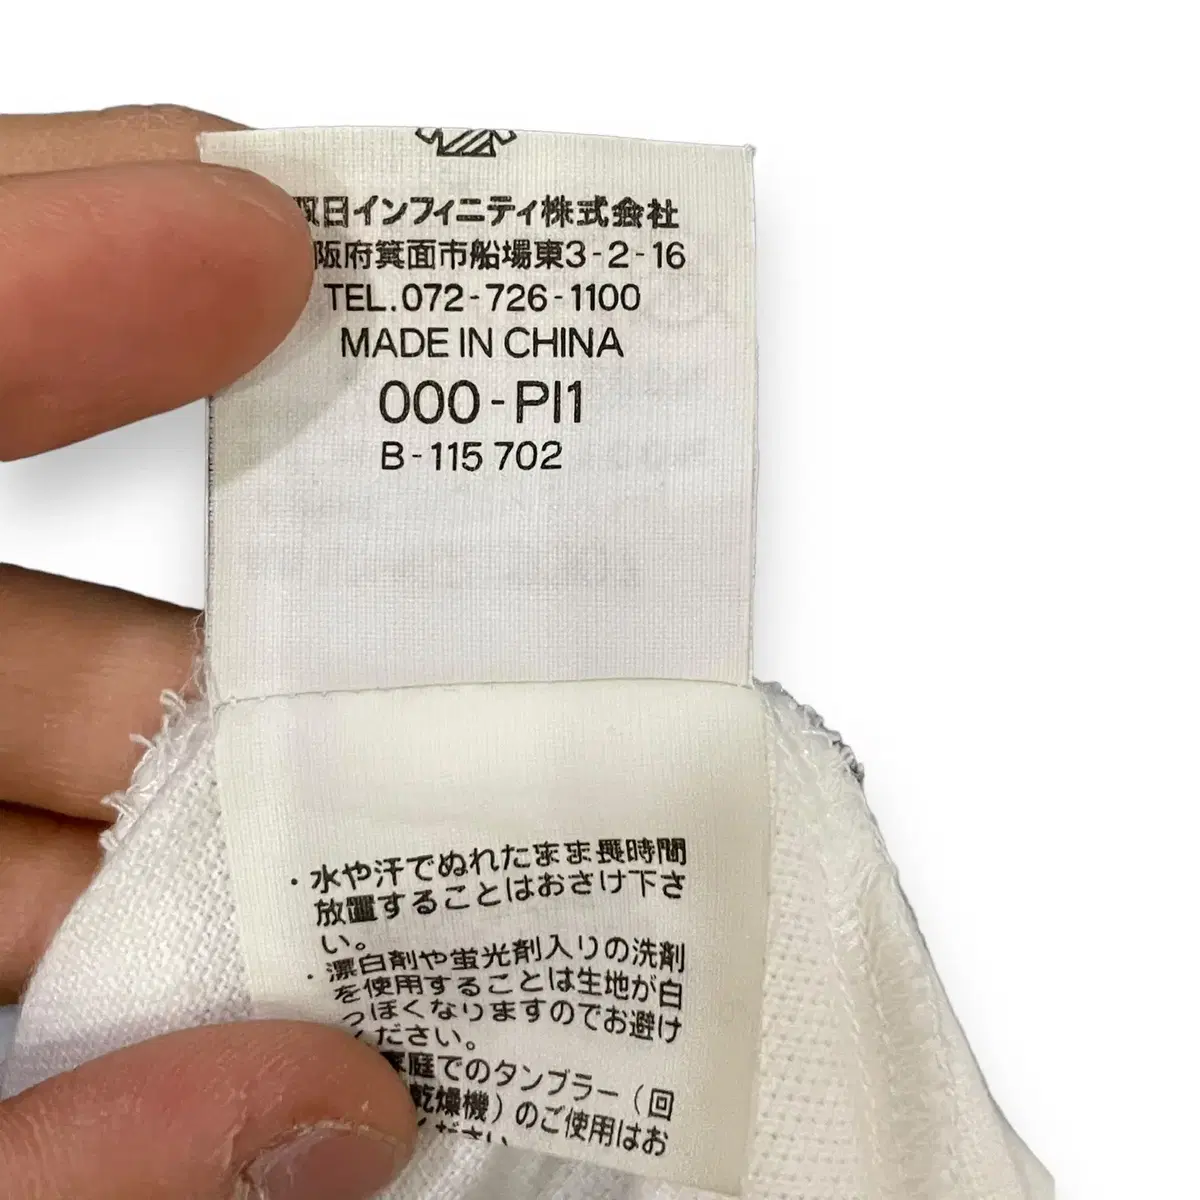 日インフィニティ株式会社
阪府箕面市船場東3-2-16
TEL.072-726-1100
MADE IN CHINA
000-PI1
B-115 702
・水や汗でぬれたまま長時間
放置することはおさけ下さ
い。
・漂白剤や蛍光剤入りの洗剤
を使用することは生地が白
っぽくなりますのでお避け
ください。
家庭でのタンブラー（回
乾燥機）のご使用はお
ださい